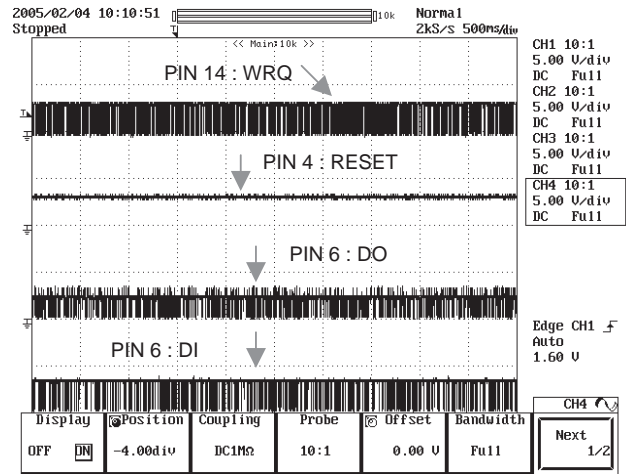 2005/02/04 10:10:51
10k
Normal
Stopped
2kS/s 500ms/div
<< Main:10k >>
CH1 10:1
5.00 V/div
DC Full
CH2 10:1
5.00 V/div
DC Full
CH3 10:1
5.00 V/div
DC Full
CH4 10:1
5.00 V/div
DC Full
PIN 14 : WRQ
PIN 4 : RESET
PIN 6 : DO
PIN 6 : DI
Edge CH1
Auto
1.60 V
CH4
Display
OFF ON
Position
-4.00div
Coupling
DC1MΩ
Probe
10:1
Offset
0.00 V
Bandwidth
Full
Next
1/2